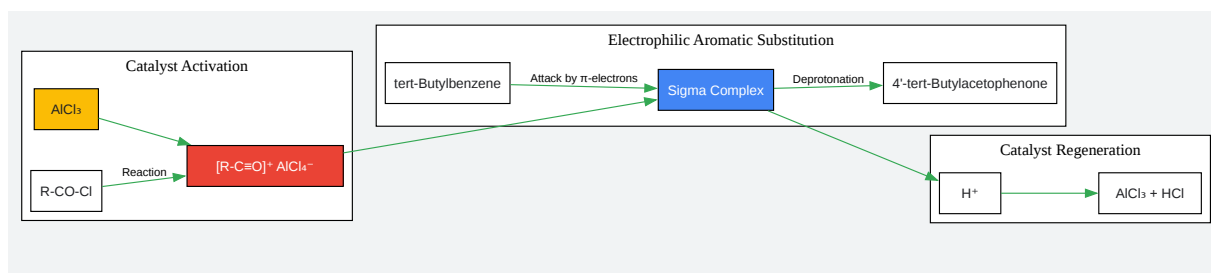 Catalyst Activation
AlCl₃
R-CO-Cl
Reaction
[R-C≡O]⁺ AlCl₄⁻
Electrophilic Aromatic Substitution
tert-Butylbenzene
Attack by π-electrons
Sigma Complex
Deprotonation
4'-tert-Butylacetophenone
Catalyst Regeneration
H⁺
AlCl₃ + HCl